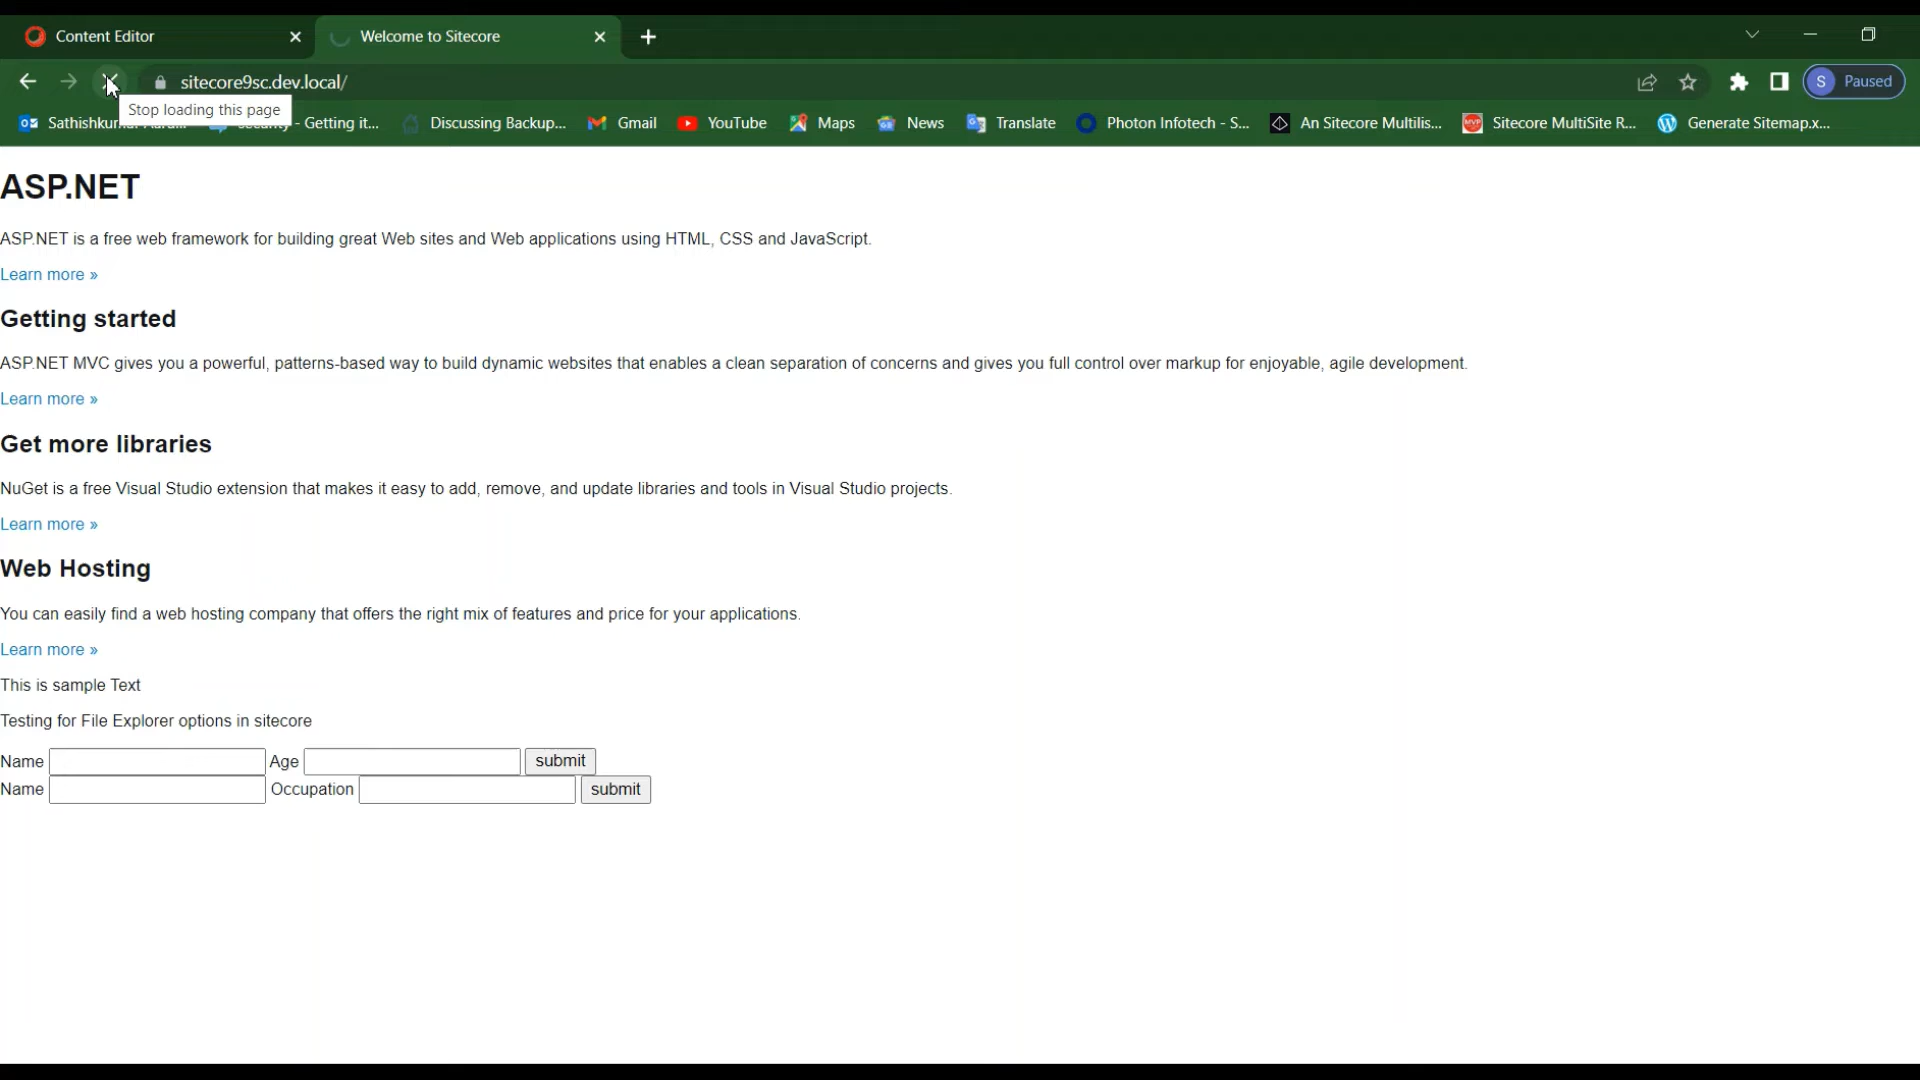 Content Editor
Welcome to Sitecore
sitecore9sc.dev.local/
S Paused
Stop loading this page
- Getting it...
Discussing Backup...
Gmail
YouTube
Maps
News
Translate
Photon Infotech - S...
An Sitecore Multilis...
Sitecore MultiSite R...
Generate Sitemap.x...
ASP.NET
ASP.NET is a free web framework for building great Web sites and Web applications using HTML, CSS and JavaScript.
Learn more »
Getting started
ASP.NET MVC gives you a powerful, patterns-based way to build dynamic websites that enables a clean separation of concerns and gives you full control over markup for enjoyable, agile development.
Learn more »
Get more libraries
NuGet is a free Visual Studio extension that makes it easy to add, remove, and update libraries and tools in Visual Studio projects.
Learn more »
Web Hosting
You can easily find a web hosting company that offers the right mix of features and price for your applications.
Learn more »
This is sample Text
Testing for File Explorer options in sitecore
Name Age submit
Name Occupation submit